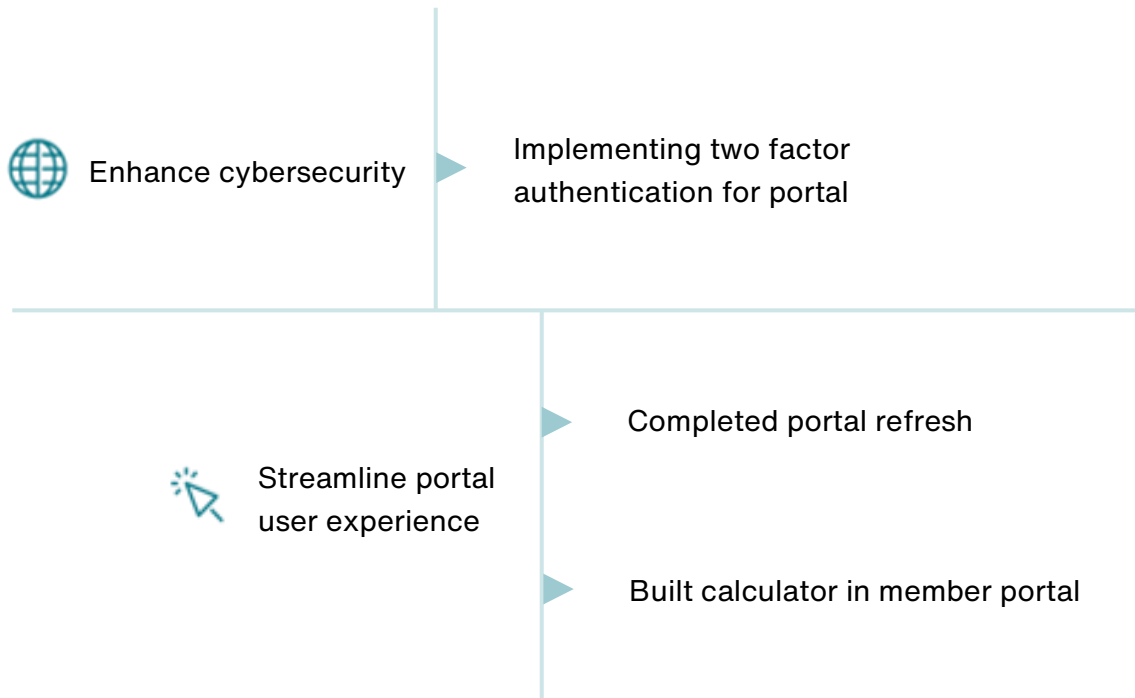 Enhance cybersecurity
Implementing two factor
authentication for portal
Streamline portal
user experience
Completed portal refresh
Built calculator in member portal